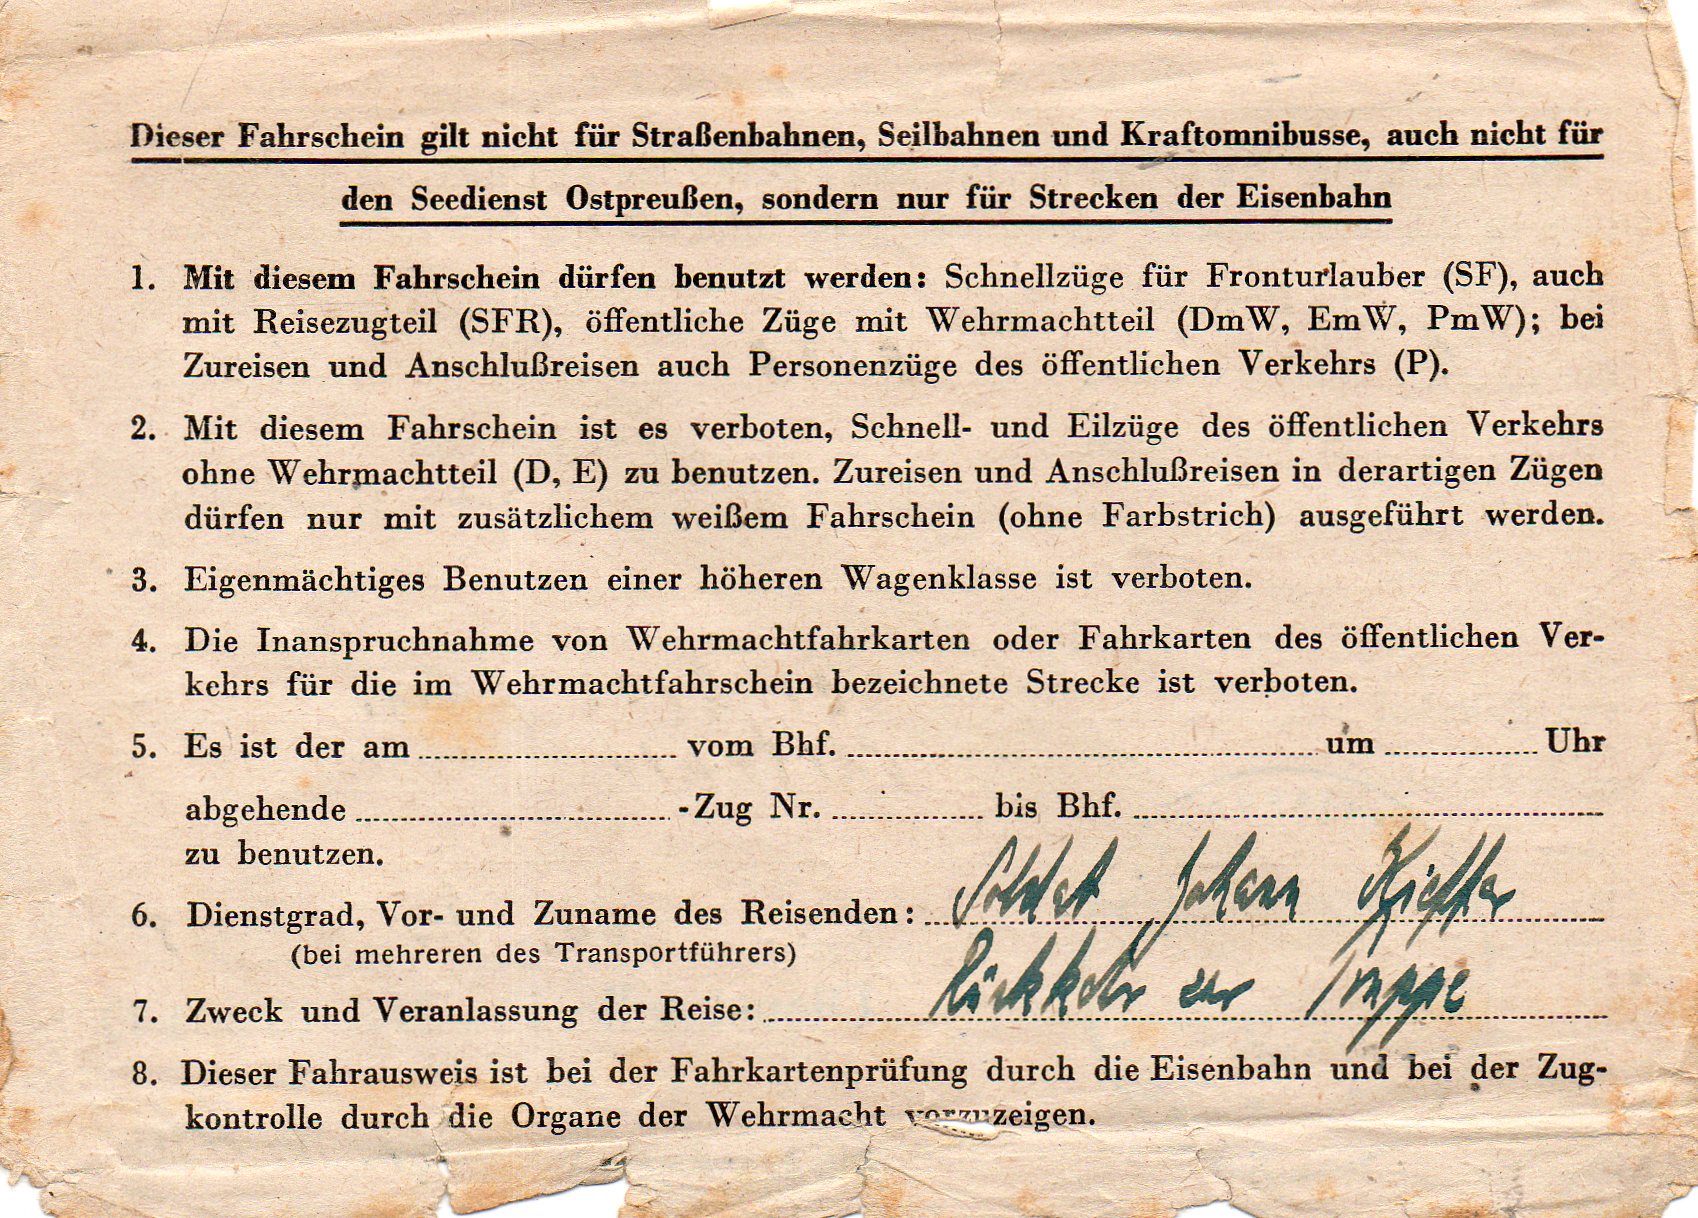 Dieser Fahrschein gilt nicht für Straßenbahnen, Seilbahnen und Kraftomnibusse, auch nicht für
den Seedienst Ostpreußen, sondern nur für Strecken der Eisenbahn
1. Mit diesem Fahrschein dürfen benutzt werden: Schnellzüge für Fronturlauber (SF), auch
mit Reisezugteil (SFR), öffentliche Züge mit Wehrmachtteil (DmW, EmW, PmW); bei
Zureisen und Anschlußreisen auch Personenzüge des öffentlichen Verkehrs (P).
2. Mit diesem Fahrschein ist es verboten, Schnell- und Eilzüge des öffentlichen Verkehrs
ohne Wehrmachtteil (D, E) zu benutzen. Zureisen und Anschlußreisen in derartigen Zügen
dürfen nur mit zusätzlichem weißem Fahrschein (ohne Farbstrich) ausgeführt werden.
3. Eigenmächtiges Benutzen einer höheren Wagenklasse ist verboten.
4. Die Inanspruchnahme von Wehrmachtfahrkarten oder Fahrkarten des öffentlichen Ver-
kehrs für die im Wehrmachtfahrschein bezeichnete Strecke ist verboten.
5. Es ist der am ............ vom Bhf. ............ um ............ Uhr
abgehende ............ -Zug Nr. ............ bis Bhf. ............
zu benutzen.
6. Dienstgrad, Vor- und Zuname des Reisenden: Soldat Johann Kieffer
(bei mehreren des Transportführers)
7. Zweck und Veranlassung der Reise: Rückkehr zur Truppe
8. Dieser Fahrausweis ist bei der Fahrkartenprüfung durch die Eisenbahn und bei der Zug-
kontrolle durch die Organe der Wehrmacht vorzuzeigen.